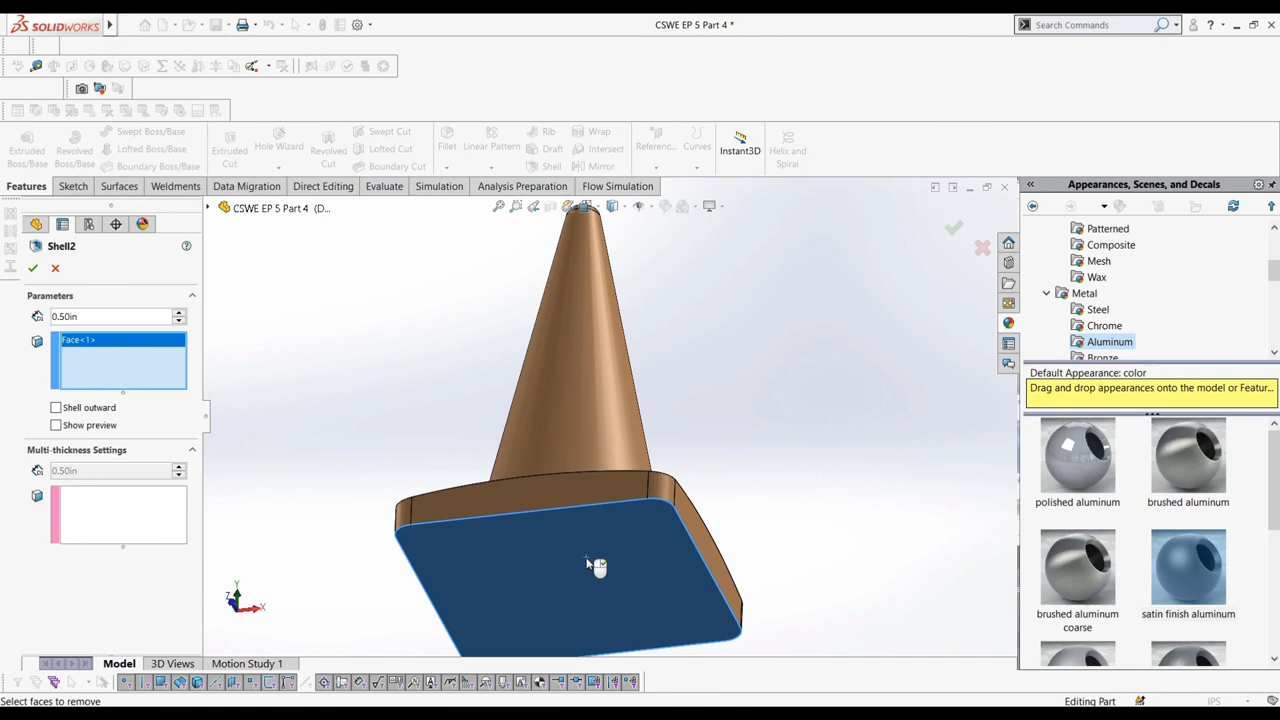 SOLIDWORKS
CSWE EP 5 Part 4 *
Search Commands
Extruded Boss/Base
Revolved Boss/Base
Swept Boss/Base
Lofted Boss/Base
Boundary Boss/Base
Extruded Cut
Hole Wizard
Revolved Cut
Swept Cut
Lofted Cut
Boundary Cut
Fillet
Linear Pattern
Rib
Draft
Shell
Wrap
Intersect
Mirror
Referenc...
Curves
Instant3D
Helix and Spiral
Features
Sketch
Surfaces
Weldments
Data Migration
Direct Editing
Evaluate
Simulation
Analysis Preparation
Flow Simulation
CSWE EP 5 Part 4 (D...
Shell2
Parameters
0.50in
Face<1>
Shell outward
Show preview
Multi-thickness Settings
0.50in
Y
Z
X
Appearances, Scenes, and Decals
Patterned
Composite
Mesh
Wax
Metal
Steel
Chrome
Aluminum
Bronze
Default Appearance: color
Drag and drop appearances onto the model or Featur...
polished aluminum
brushed aluminum
brushed aluminum coarse
satin finish aluminum
Model
3D Views
Motion Study 1
Select faces to remove
Editing Part
IPS